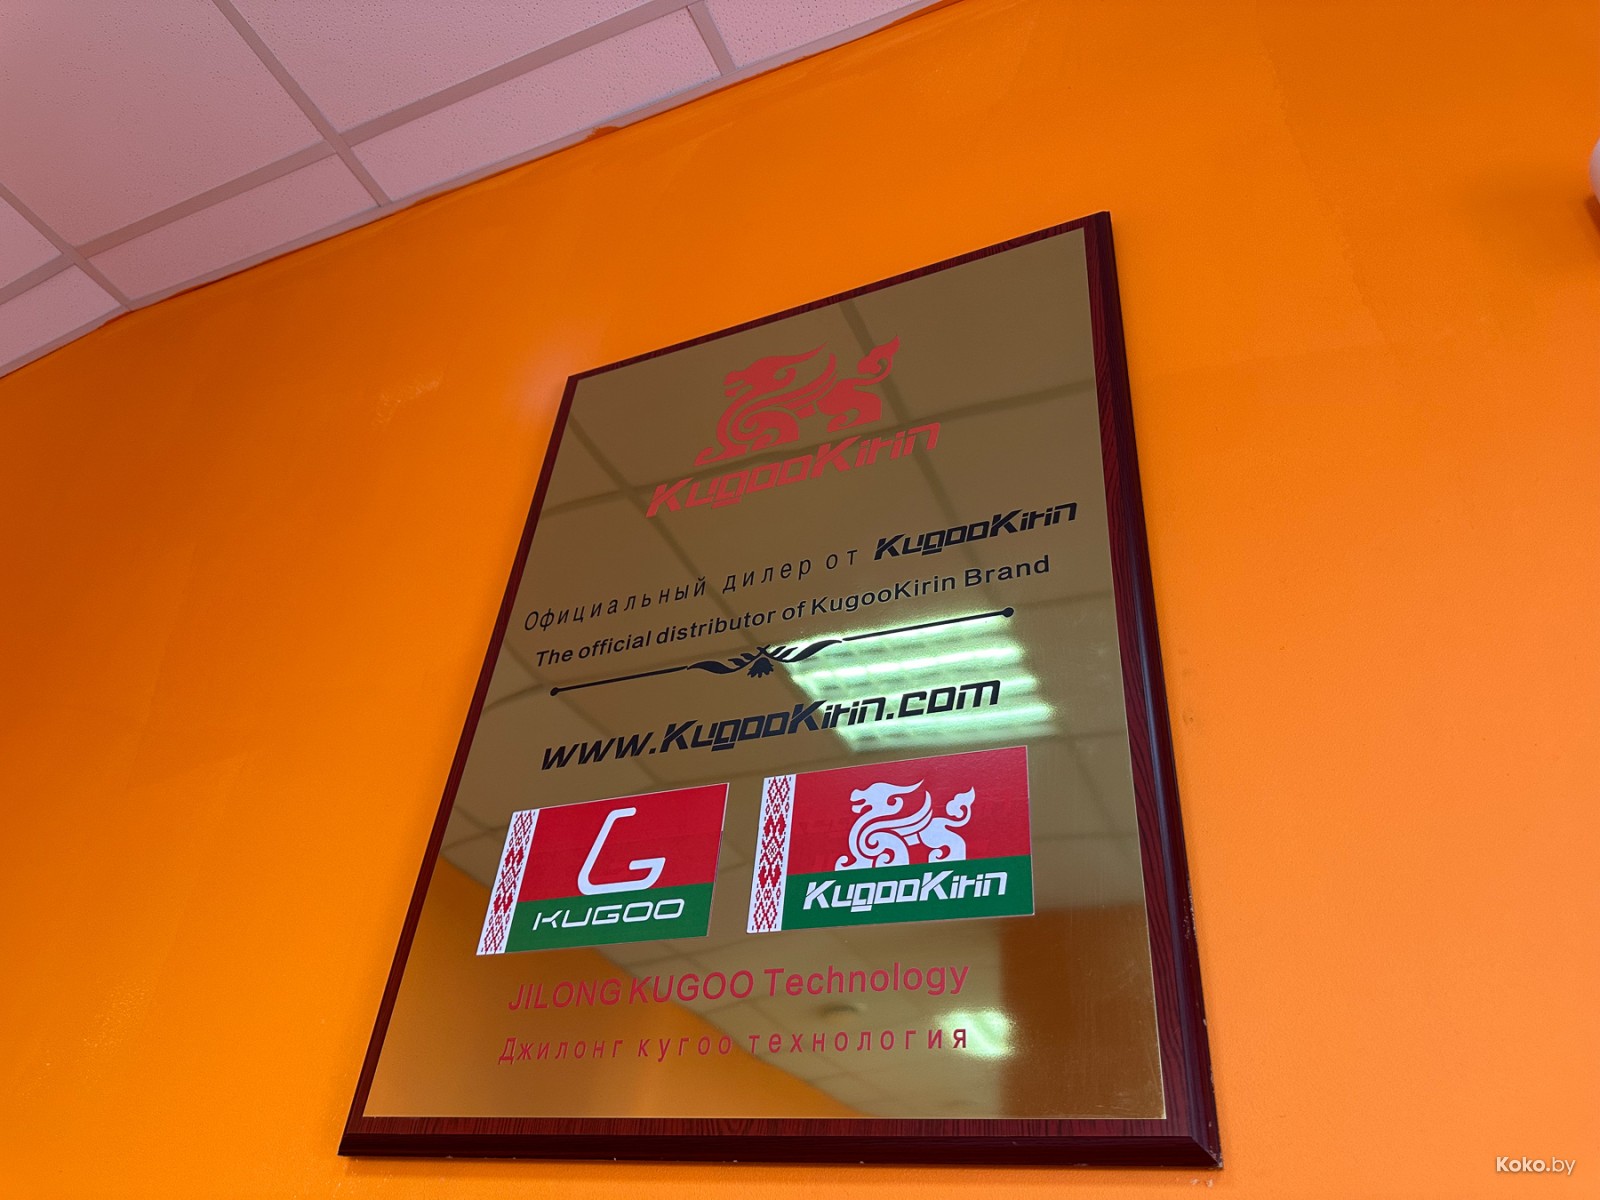 KugooKirin
Официальный дилер от KugooKirin
The official distributor of KugooKirin Brand
www.KugooKirin.com
G
KUGOO
KugooKirin
JILONG KUGOO Technology
Джилонг кугоо технология
Koko.by